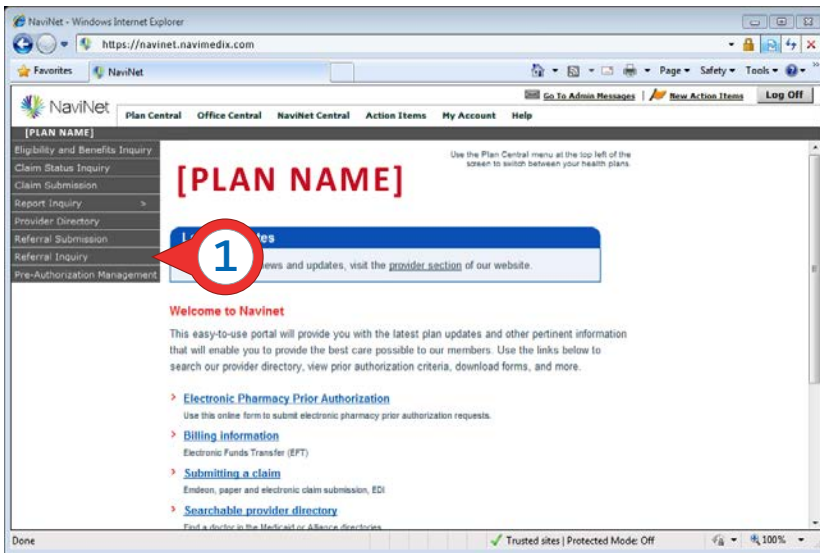 NaviNet - Windows Internet Explorer
https://navinet.navimedix.com
Favorites NaviNet Page Safety Tools
Go To Admin Messages | New Action Items Log Off
NaviNet Plan Central Office Central NaviNet Central Action Items My Account Help
[PLAN NAME]
Eligibility and Benefits Inquiry
Claim Status Inquiry
Claim Submission
Report Inquiry >
Provider Directory
Referral Submission
Referral Inquiry
Pre-Authorization Management
Use the Plan Central menu at the top left of the
screen to switch between your health plans.
[PLAN NAME]
1
news and updates, visit the provider section of our website.
Welcome to Navinet
This easy-to-use portal will provide you with the latest plan updates and other pertinent information
that will enable you to provide the best care possible to our members. Use the links below to
search our provider directory, view prior authorization criteria, download forms, and more.
> Electronic Pharmacy Prior Authorization
Use this online form to submit electronic pharmacy prior authorization requests.
> Billing information
Electronic Funds Transfer (EFT)
> Submitting a claim
Emdeon, paper and electronic claim submission, EDI
> Searchable provider directory
Find a doctor in the Medicaid or Alliance directories
Done Trusted sites | Protected Mode: Off 100%